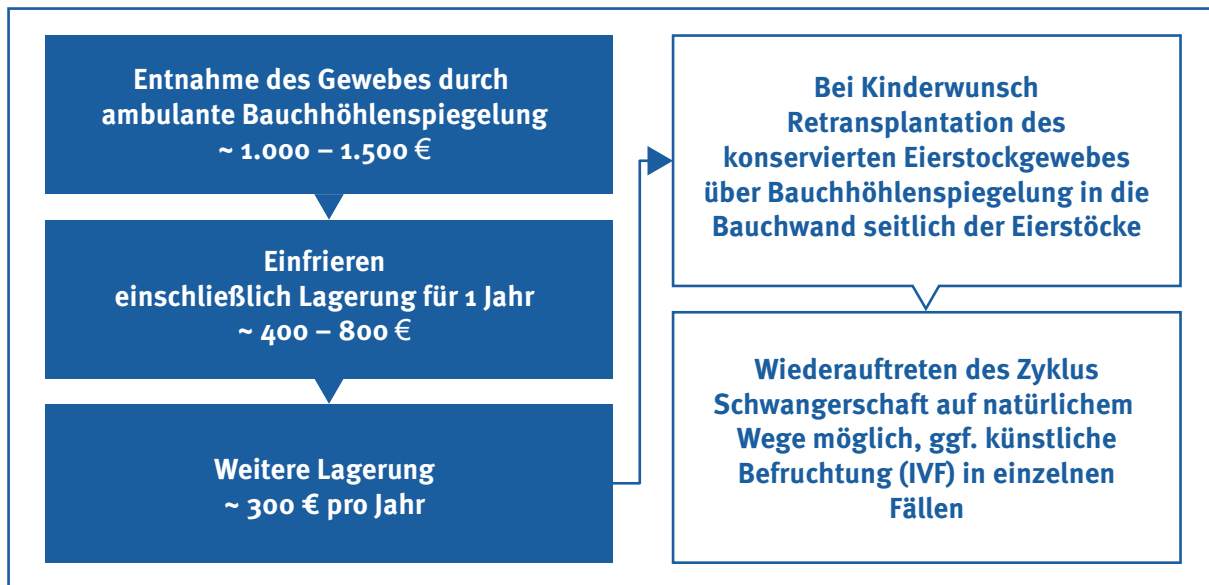 Entnahme des Gewebes durch
ambulante Bauchhöhlenspiegelung
~ 1.000 – 1.500 €
Einfrieren
einschließlich Lagerung für 1 Jahr
~ 400 – 800 €
Weitere Lagerung
~ 300 € pro Jahr
Bei Kinderwunsch
Retransplantation des
konservierten Eierstockgewebes
über Bauchhöhlenspiegelung in die
Bauchwand seitlich der Eierstöcke
Wiederauftreten des Zyklus
Schwangerschaft auf natürlichem
Wege möglich, ggf. künstliche
Befruchtung (IVF) in einzelnen
Fällen